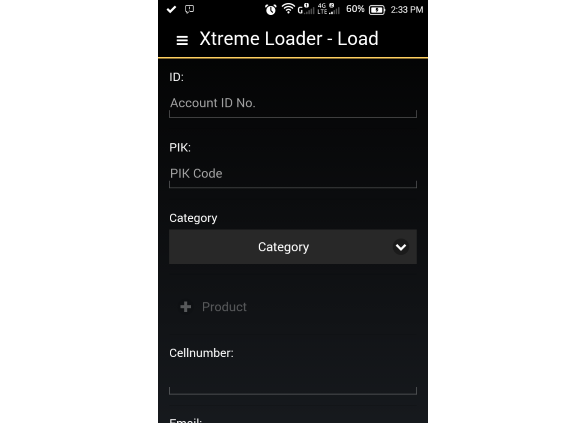 G 4G LTE 60% 2:33 PM
Xtreme Loader - Load
ID:
Account ID No.
PIK:
PIK Code
Category
Category
Product
Cellnumber:
Email: